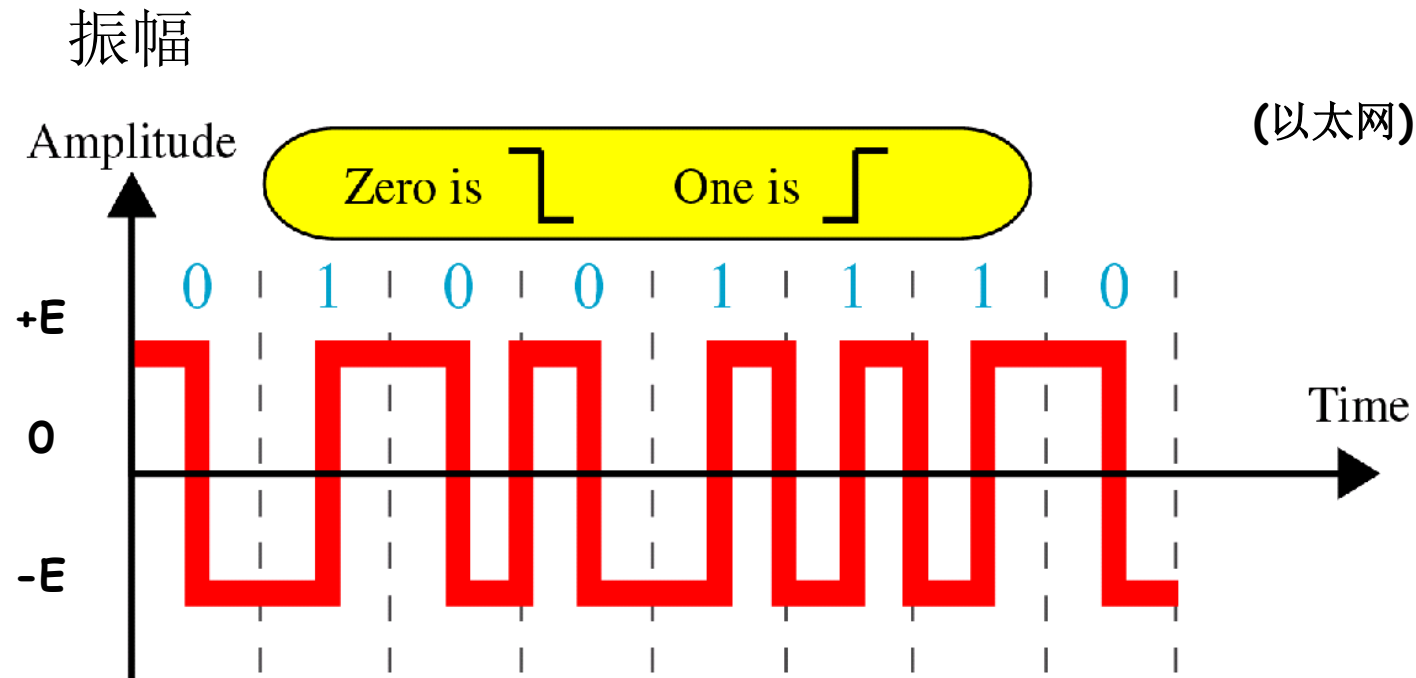 振幅
(以太网)
Amplitude
Zero is One is
0 1 0 0 1 1 1 0
+E
Time
0
-E